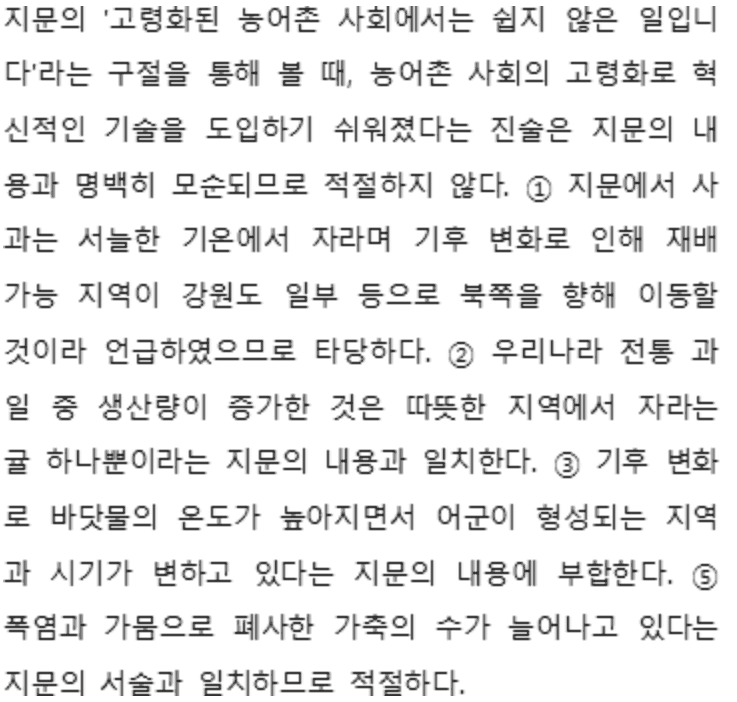 지문의 '고령화된 농어촌 사회에서는 쉽지 않은 일입니
다'라는 구절을 통해 볼 때, 농어촌 사회의 고령화로 혁
신적인 기술을 도입하기 쉬워졌다는 진술은 지문의 내
용과 명백히 모순되므로 적절하지 않다. ① 지문에서 사
과는 서늘한 기온에서 자라며 기후 변화로 인해 재배
가능 지역이 강원도 일부 등으로 북쪽을 향해 이동할
것이라 언급하였으므로 타당하다. ② 우리나라 전통 과
일 중 생산량이 증가한 것은 따뜻한 지역에서 자라는
귤 하나뿐이라는 지문의 내용과 일치한다. ③ 기후 변화
로 바닷물의 온도가 높아지면서 어군이 형성되는 지역
과 시기가 변하고 있다는 지문의 내용에 부합한다. ⑤
폭염과 가뭄으로 폐사한 가축의 수가 늘어나고 있다는
지문의 서술과 일치하므로 적절하다.